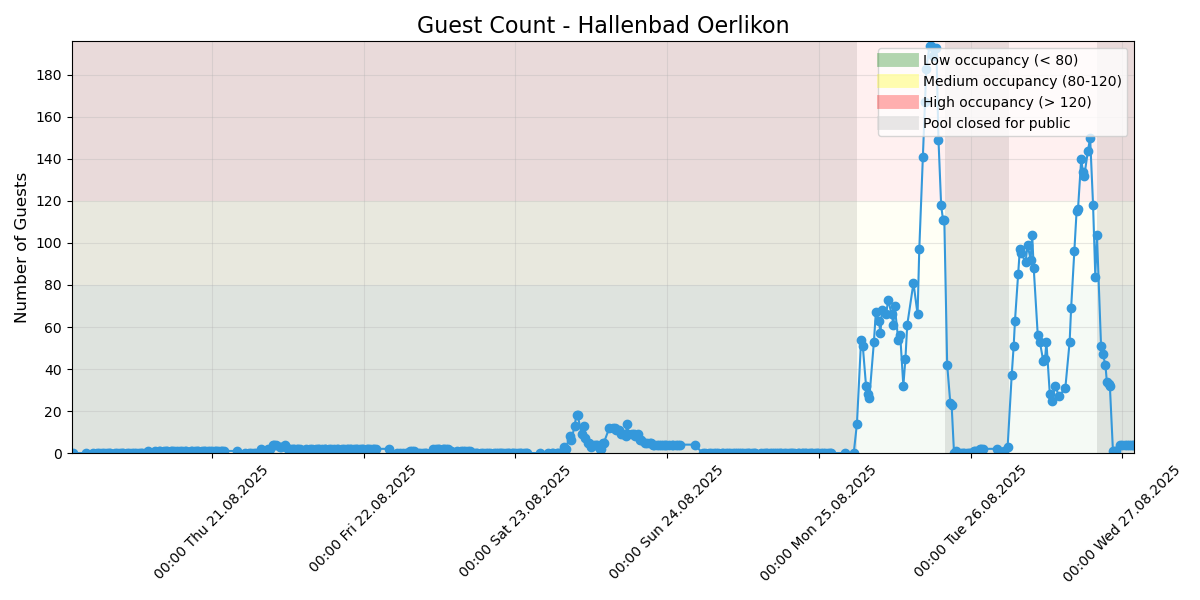 Guest Count - Hallenbad Oerlikon
Low occupancy (< 80)
Medium occupancy (80-120)
High occupancy (> 120)
Pool closed for public
Number of Guests
180
160
140
120
100
80
60
40
20
0
00:00 Thu 21.08.2025
00:00 Fri 22.08.2025
00:00 Sat 23.08.2025
00:00 Sun 24.08.2025
00:00 Mon 25.08.2025
00:00 Tue 26.08.2025
00:00 Wed 27.08.2025